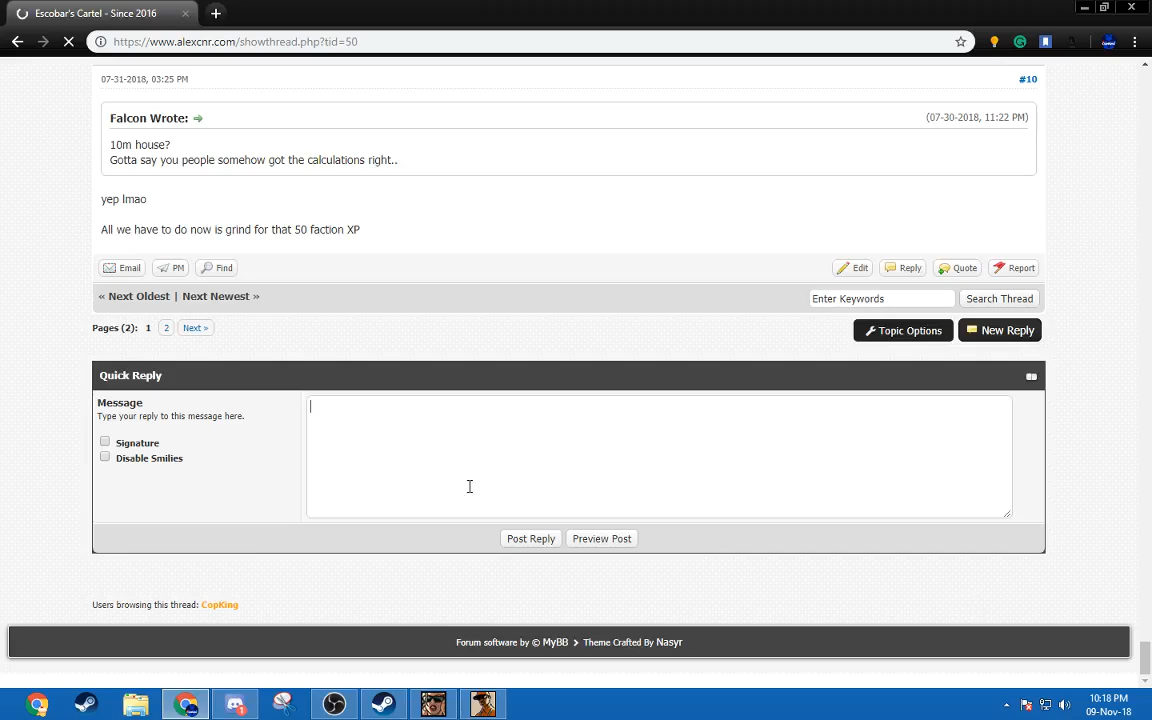 Escobar's Cartel - Since 2016
https://www.alexcnr.com/showthread.php?tid=50
07-31-2018, 03:25 PM
#10
Falcon Wrote:
(07-30-2018, 11:22 PM)
10m house?
Gotta say you people somehow got the calculations right..
yep lmao
All we have to do now is grind for that 50 faction XP
Email PM Find
Edit Reply Quote Report
« Next Oldest | Next Newest »
Enter Keywords
Search Thread
Pages (2): 1 2 Next »
Topic Options
New Reply
Quick Reply
Message
Type your reply to this message here.
Signature
Disable Smilies
Post Reply
Preview Post
Users browsing this thread: CopKing
Forum software by © MyBB > Theme Crafted By Nasyr
10:18 PM
09-Nov-18